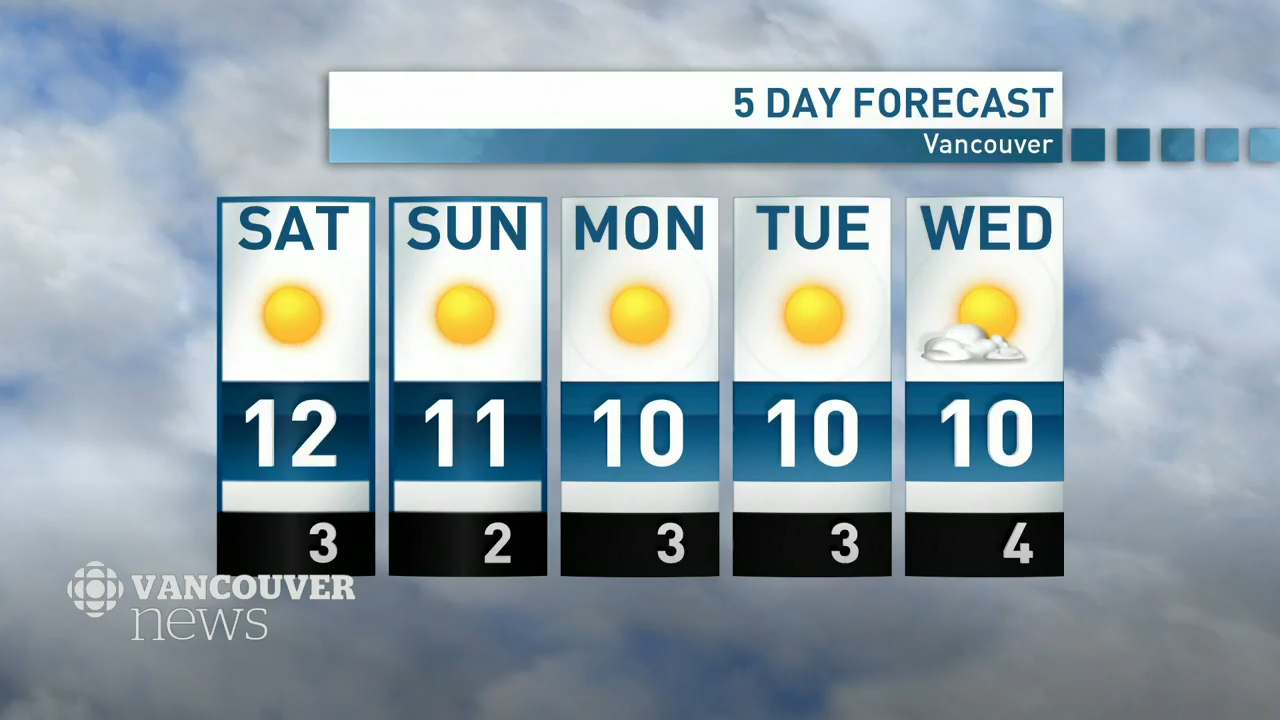 5 DAY FORECAST
Vancouver
SAT SUN MON TUE WED
12 11 10 10 10
3 2 3 3 4
VANCOUVER
news